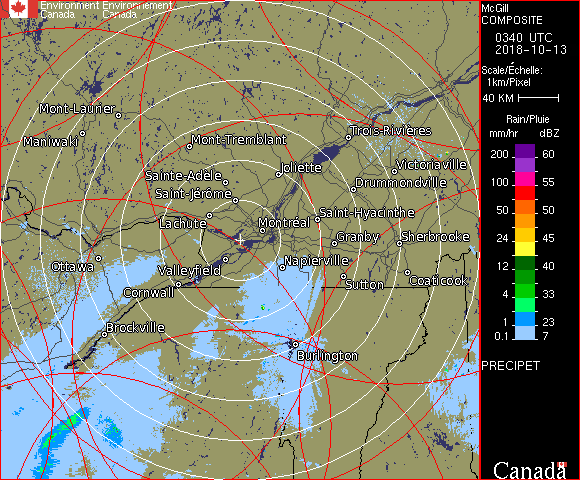 Environment Environnement
Canada Canada
McGill
COMPOSITE
0340 UTC
2018-10-13
Scale/Échelle:
1km/Pixel
40 KM
Rain/Pluie
mm/hr dBZ
200 60
100 55
50 50
24 45
12 40
4 33
1 23
0.1 7
PRECIPET
Canada
Mont-Laurier
Maniwaki
Mont-Tremblant
Trois-Rivières
Sainte-Adèle
Joliette
Victoriaville
Saint-Jérôme
Drummondville
Lachute
Montréal
Saint-Hyacinthe
Granby
Sherbrooke
Ottawa
Valleyfield
Napierville
Cornwall
Sutton
Coaticook
Brockville
Burlington